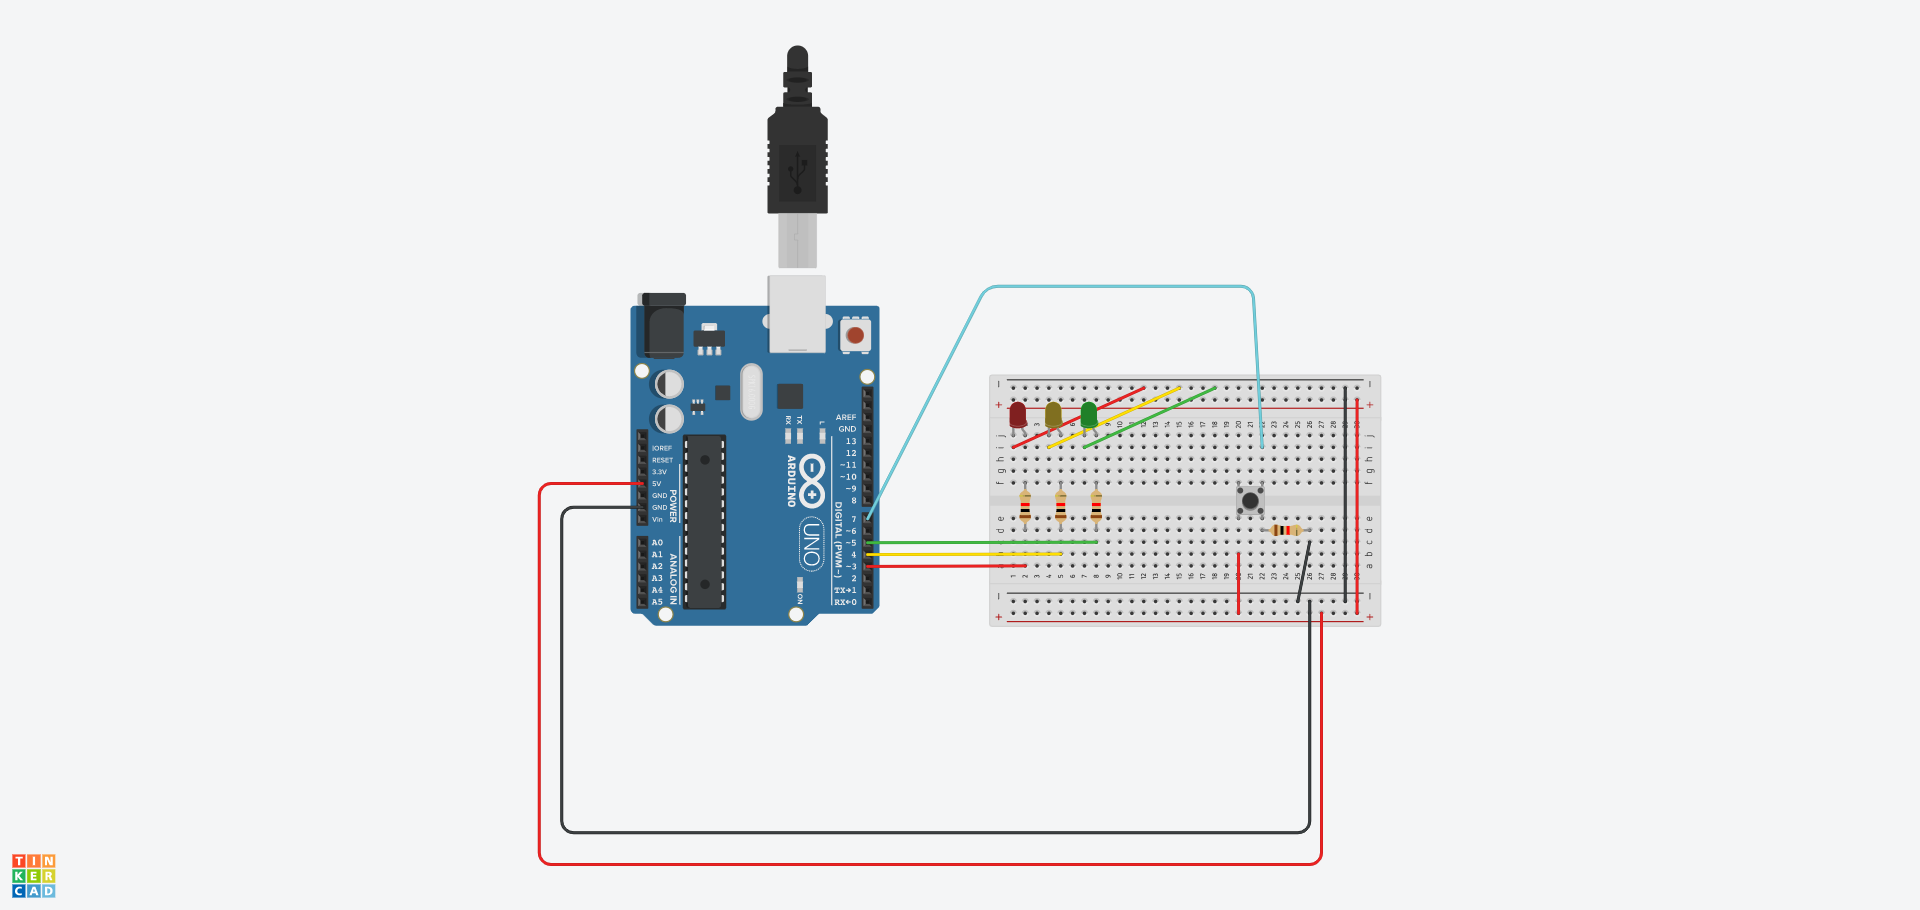 AREF
GND
13
12
~11
~10
~9
8
7
~6
~5
4
~3
2
TX→1
RX←0
DIGITAL (PWM~)
RX
TX
L
ARDUINO
UNO
ON
IOREF
RESET
3.3V
5V
GND
GND
Vin
POWER
A0
A1
A2
A3
A4
A5
ANALOG IN
TIN
KER
CAD